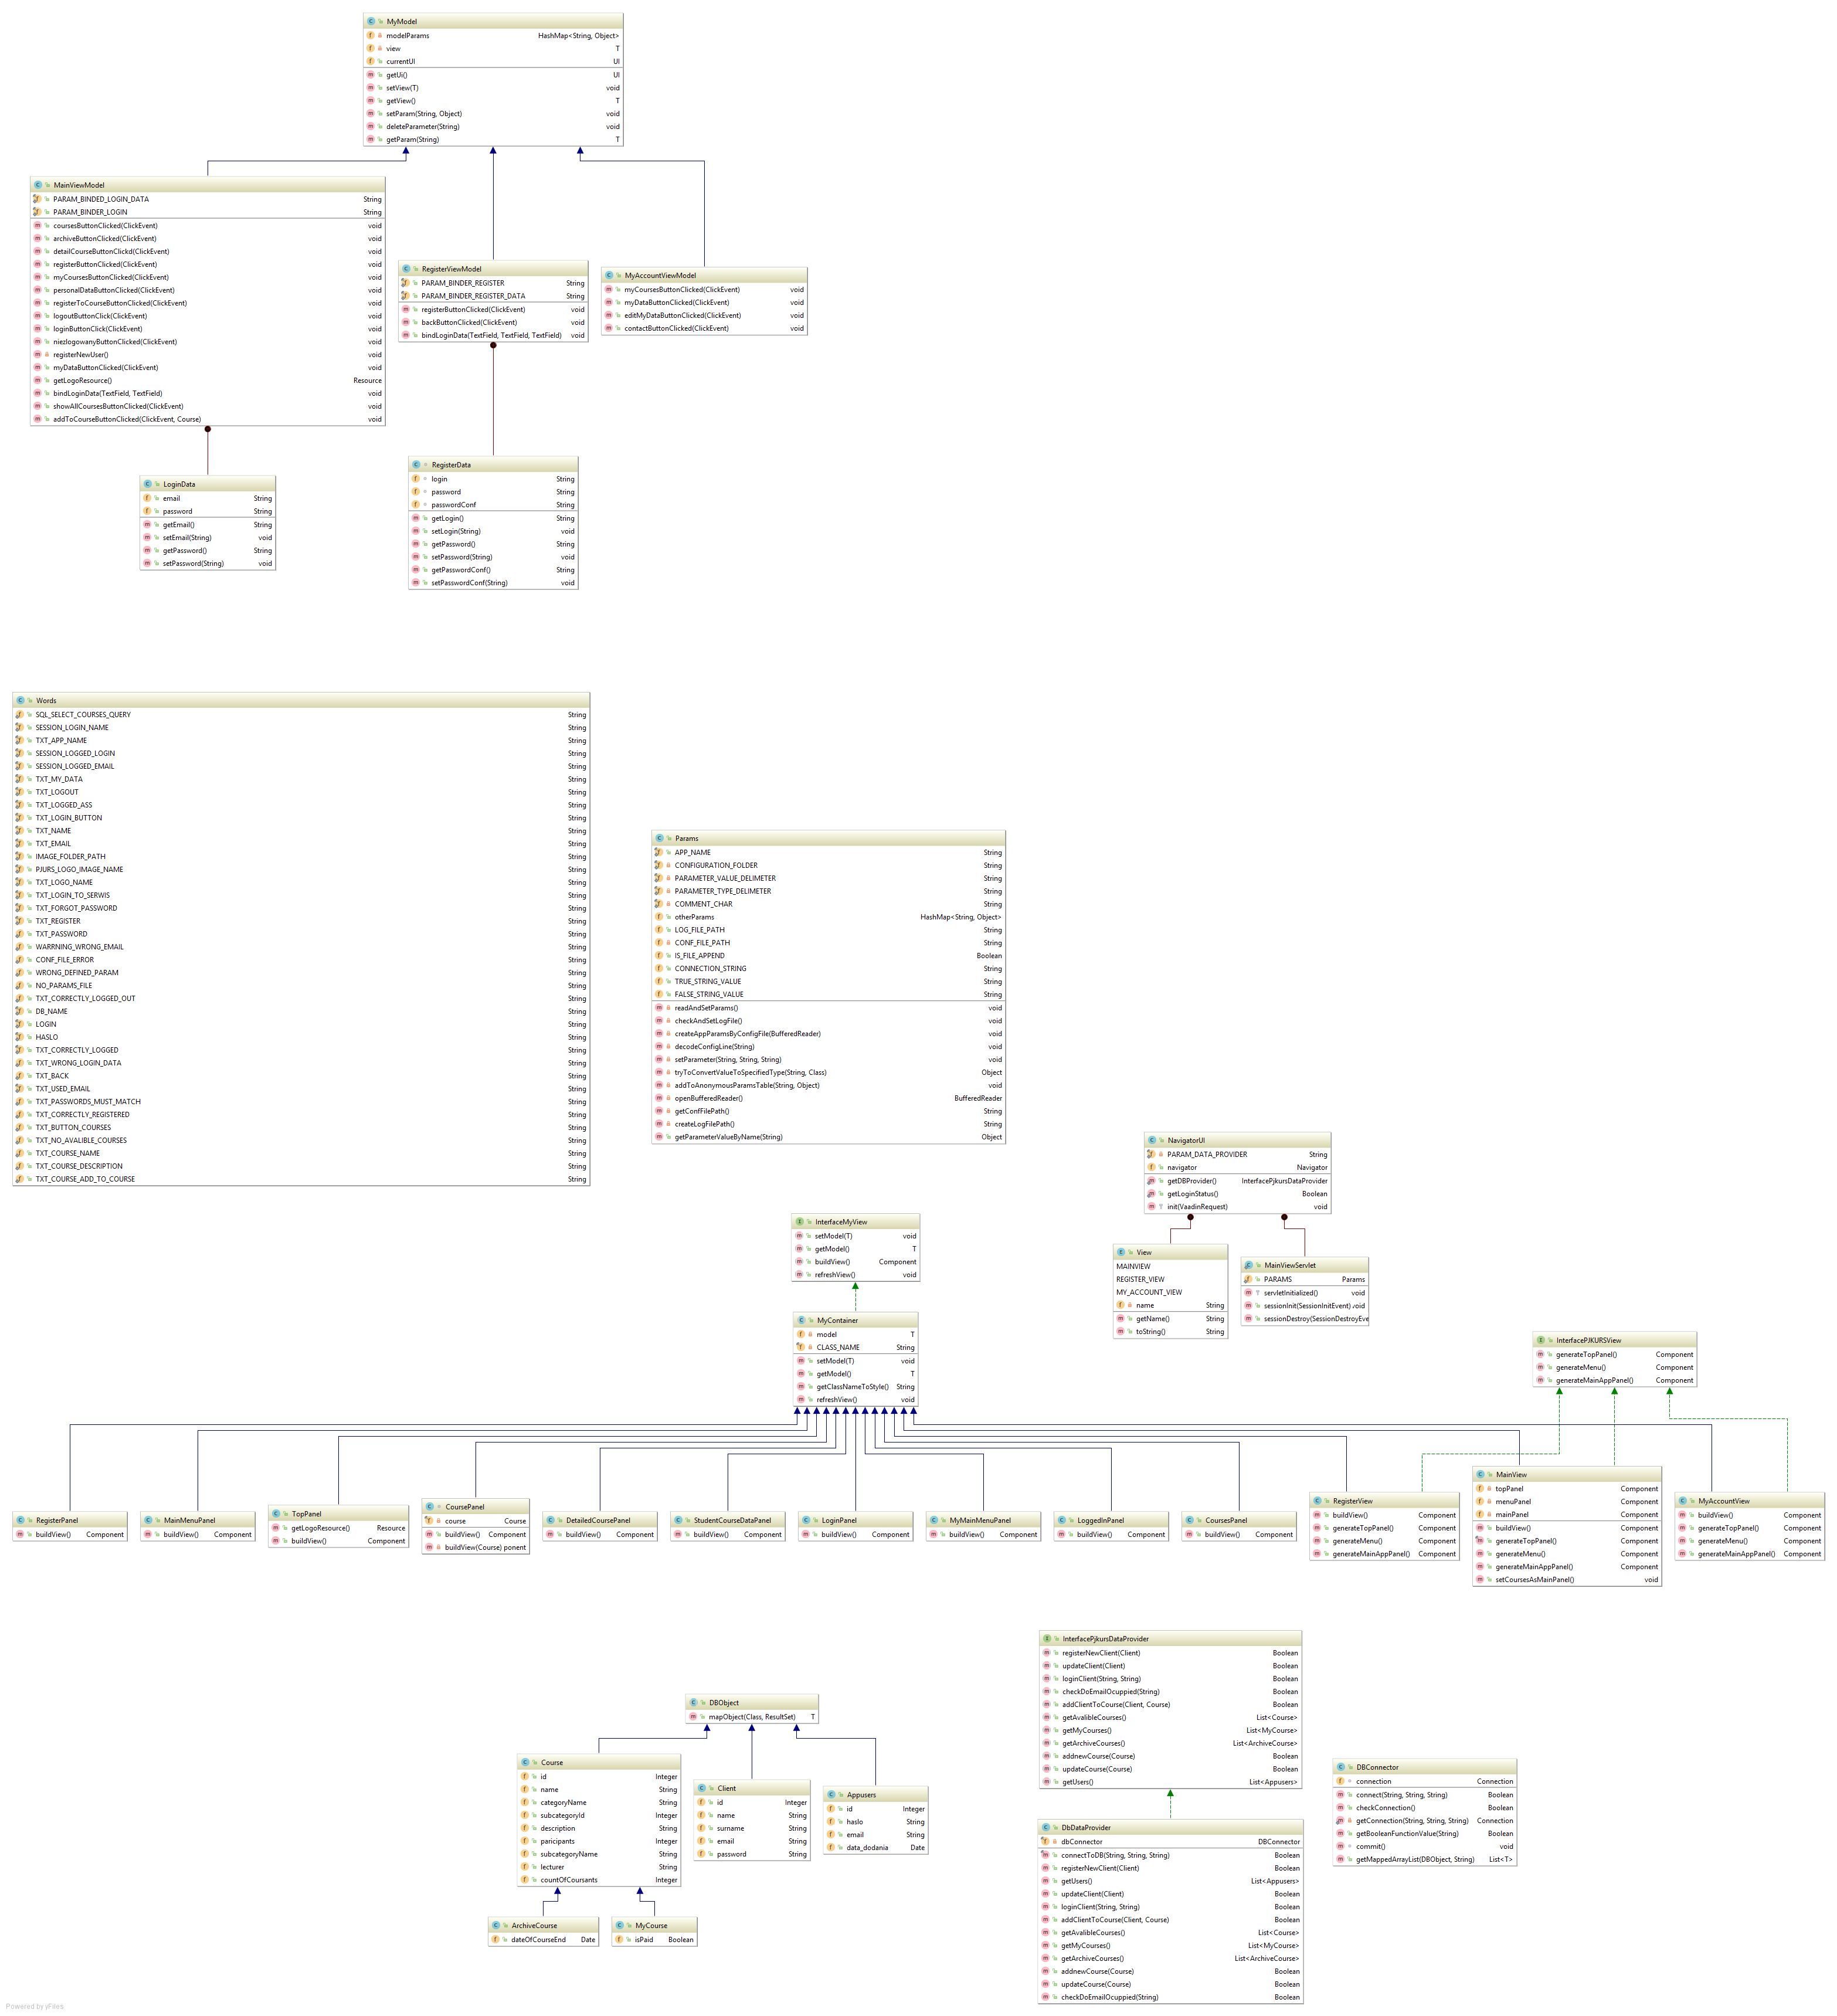 MyModel
modelParams HashMap<String, Object>
view T
currentUI UI
getUi() UI
setView(T) void
getView() T
setParam(String, Object) void
deleteParameter(String) void
getParam(String) T
MainViewModel
PARAM_BINDED_LOGIN_DATA String
PARAM_BINDER_LOGIN String
coursesButtonClicked(ClickEvent) void
archiveButtonClicked(ClickEvent) void
detailCourseButtonClickd(ClickEvent) void
registerButtonClicked(ClickEvent) void
myCoursesButtonClicked(ClickEvent) void
personalDataButtonClicked(ClickEvent) void
registerToCourseButtonClicked(ClickEvent) void
logoutButtonClick(ClickEvent) void
loginButtonClick(ClickEvent) void
niezlogowanyButtonClicked(ClickEvent) void
registerNewUser() void
myDataButtonClicked(ClickEvent) void
getLogoResource() Resource
bindLoginData(TextField, TextField) void
showAllCoursesButtonClicked(ClickEvent) void
addToCourseButtonClicked(ClickEvent, Course) void
RegisterViewModel
PARAM_BINDER_REGISTER String
PARAM_BINDER_REGISTER_DATA String
registerButtonClicked(ClickEvent) void
backButtonClicked(ClickEvent) void
bindLoginData(TextField, TextField, TextField) void
MyAccountViewModel
myCoursesButtonClicked(ClickEvent) void
myDataButtonClicked(ClickEvent) void
editMyDataButtonClicked(ClickEvent) void
contactButtonClicked(ClickEvent) void
LoginData
email String
password String
getEmail() String
setEmail(String) void
getPassword() String
setPassword(String) void
RegisterData
login String
password String
passwordConf String
getLogin() String
setLogin(String) void
getPassword() String
setPassword(String) void
getPasswordConf() String
setPasswordConf(String) void
Words
SQL_SELECT_COURSES_QUERY String
SESSION_LOGIN_NAME String
TXT_APP_NAME String
SESSION_LOGGED_LOGIN String
SESSION_LOGGED_EMAIL String
TXT_MY_DATA String
TXT_LOGOUT String
TXT_LOGGED_ASS String
TXT_LOGIN_BUTTON String
TXT_NAME String
TXT_EMAIL String
IMAGE_FOLDER_PATH String
PJURS_LOGO_IMAGE_NAME String
TXT_LOGO_NAME String
TXT_LOGIN_TO_SERWIS String
TXT_FORGOT_PASSWORD String
TXT_REGISTER String
TXT_PASSWORD String
WARRNING_WRONG_EMAIL String
CONF_FILE_ERROR String
WRONG_DEFINED_PARAM String
NO_PARAMS_FILE String
TXT_CORRECTLY_LOGGED_OUT String
DB_NAME String
LOGIN String
HASLO String
TXT_CORRECTLY_LOGGED String
TXT_WRONG_LOGIN_DATA String
TXT_BACK String
TXT_USED_EMAIL String
TXT_PASSWORDS_MUST_MATCH String
TXT_CORRECTLY_REGISTERED String
TXT_BUTTON_COURSES String
TXT_NO_AVALIBLE_COURSES String
TXT_COURSE_NAME String
TXT_COURSE_DESCRIPTION String
TXT_COURSE_ADD_TO_COURSE String
Params
APP_NAME String
CONFIGURATION_FOLDER String
PARAMETER_VALUE_DELIMETER String
PARAMETER_TYPE_DELIMETER String
COMMENT_CHAR String
otherParams HashMap<String, Object>
LOG_FILE_PATH String
CONF_FILE_PATH String
IS_FILE_APPEND Boolean
CONNECTION_STRING String
TRUE_STRING_VALUE String
FALSE_STRING_VALUE String
readAndSetParams() void
checkAndSetLogFile() void
createAppParamsByConfigFile(BufferedReader) void
decodeConfigLine(String) void
setParameter(String, String, String) void
tryToConvertValueToSpecifiedType(String, Class) Object
addToAnonymousParamsTable(String, Object) void
openBufferedReader() BufferedReader
getConfFilePath() String
createLogFilePath() String
getParameterValueByName(String) Object
NavigatorUI
PARAM_DATA_PROVIDER String
navigator Navigator
getDBProvider() InterfacePjkursDataProvider
getLoginStatus() Boolean
init(VaadinRequest) void
View
MAINVIEW
REGISTER_VIEW
MY_ACCOUNT_VIEW
name String
getName() String
toString() String
MainViewServlet
PARAMS Params
servletInitialized() void
sessionInit(SessionInitEvent) void
sessionDestroy(SessionDestroyEve
InterfaceMyView
setModel(T) void
getModel() T
buildView() Component
refreshView() void
MyContainer
model T
CLASS_NAME String
setModel(T) void
getModel() T
getClassNameToStyle() String
refreshView() void
InterfacePJKURSView
generateTopPanel() Component
generateMenu() Component
generateMainAppPanel() Component
RegisterPanel
buildView() Component
MainMenuPanel
buildView() Component
TopPanel
getLogoResource() Resource
buildView() Component
CoursePanel
course Course
buildView() Component
buildView(Course) ponent
DetailedCoursePanel
buildView() Component
StudentCourseDataPanel
buildView() Component
LoginPanel
buildView() Component
MyMainMenuPanel
buildView() Component
LoggedInPanel
buildView() Component
CoursesPanel
buildView() Component
RegisterView
buildView() Component
generateTopPanel() Component
generateMenu() Component
generateMainAppPanel() Component
MainView
topPanel Component
menuPanel Component
mainPanel Component
buildView() Component
generateTopPanel() Component
generateMenu() Component
generateMainAppPanel() Component
setCoursesAsMainPanel() void
MyAccountView
buildView() Component
generateTopPanel() Component
generateMenu() Component
generateMainAppPanel() Component
InterfacePjkursDataProvider
registerNewClient(Client) Boolean
updateClient(Client) Boolean
loginClient(String, String) Boolean
checkDoEmailOcuppied(String) Boolean
addClientToCourse(Client, Course) Boolean
getAvalibleCourses() List<Course>
getMyCourses() List<MyCourse>
getArchiveCourses() List<ArchiveCourse>
addnewCourse(Course) Boolean
updateCourse(Course) Boolean
getUsers() List<Appusers>
DBObject
mapObject(Class, ResultSet) T
Course
id Integer
name String
categoryName String
subcategoryId Integer
description String
paricipants Integer
subcategoryName String
lecturer String
countOfCoursants Integer
Client
id Integer
name String
surname String
email String
password String
Appusers
id Integer
haslo String
email String
data_dodania Date
ArchiveCourse
dateOfCourseEnd Date
MyCourse
isPaid Boolean
DbDataProvider
dbConnector DBConnector
connectToDB(String, String, String) Boolean
registerNewClient(Client) Boolean
getUsers() List<Appusers>
updateClient(Client) Boolean
loginClient(String, String) Boolean
addClientToCourse(Client, Course) Boolean
getAvalibleCourses() List<Course>
getMyCourses() List<MyCourse>
getArchiveCourses() List<ArchiveCourse>
addnewCourse(Course) Boolean
updateCourse(Course) Boolean
checkDoEmailOcuppied(String) Boolean
DBConnector
connection Connection
connect(String, String, String) Boolean
checkConnection() Boolean
getConnection(String, String, String) Connection
getBooleanFunctionValue(String) Boolean
commit() void
getMappedArrayList(DBObject, String) List<T>
Powered by yFiles